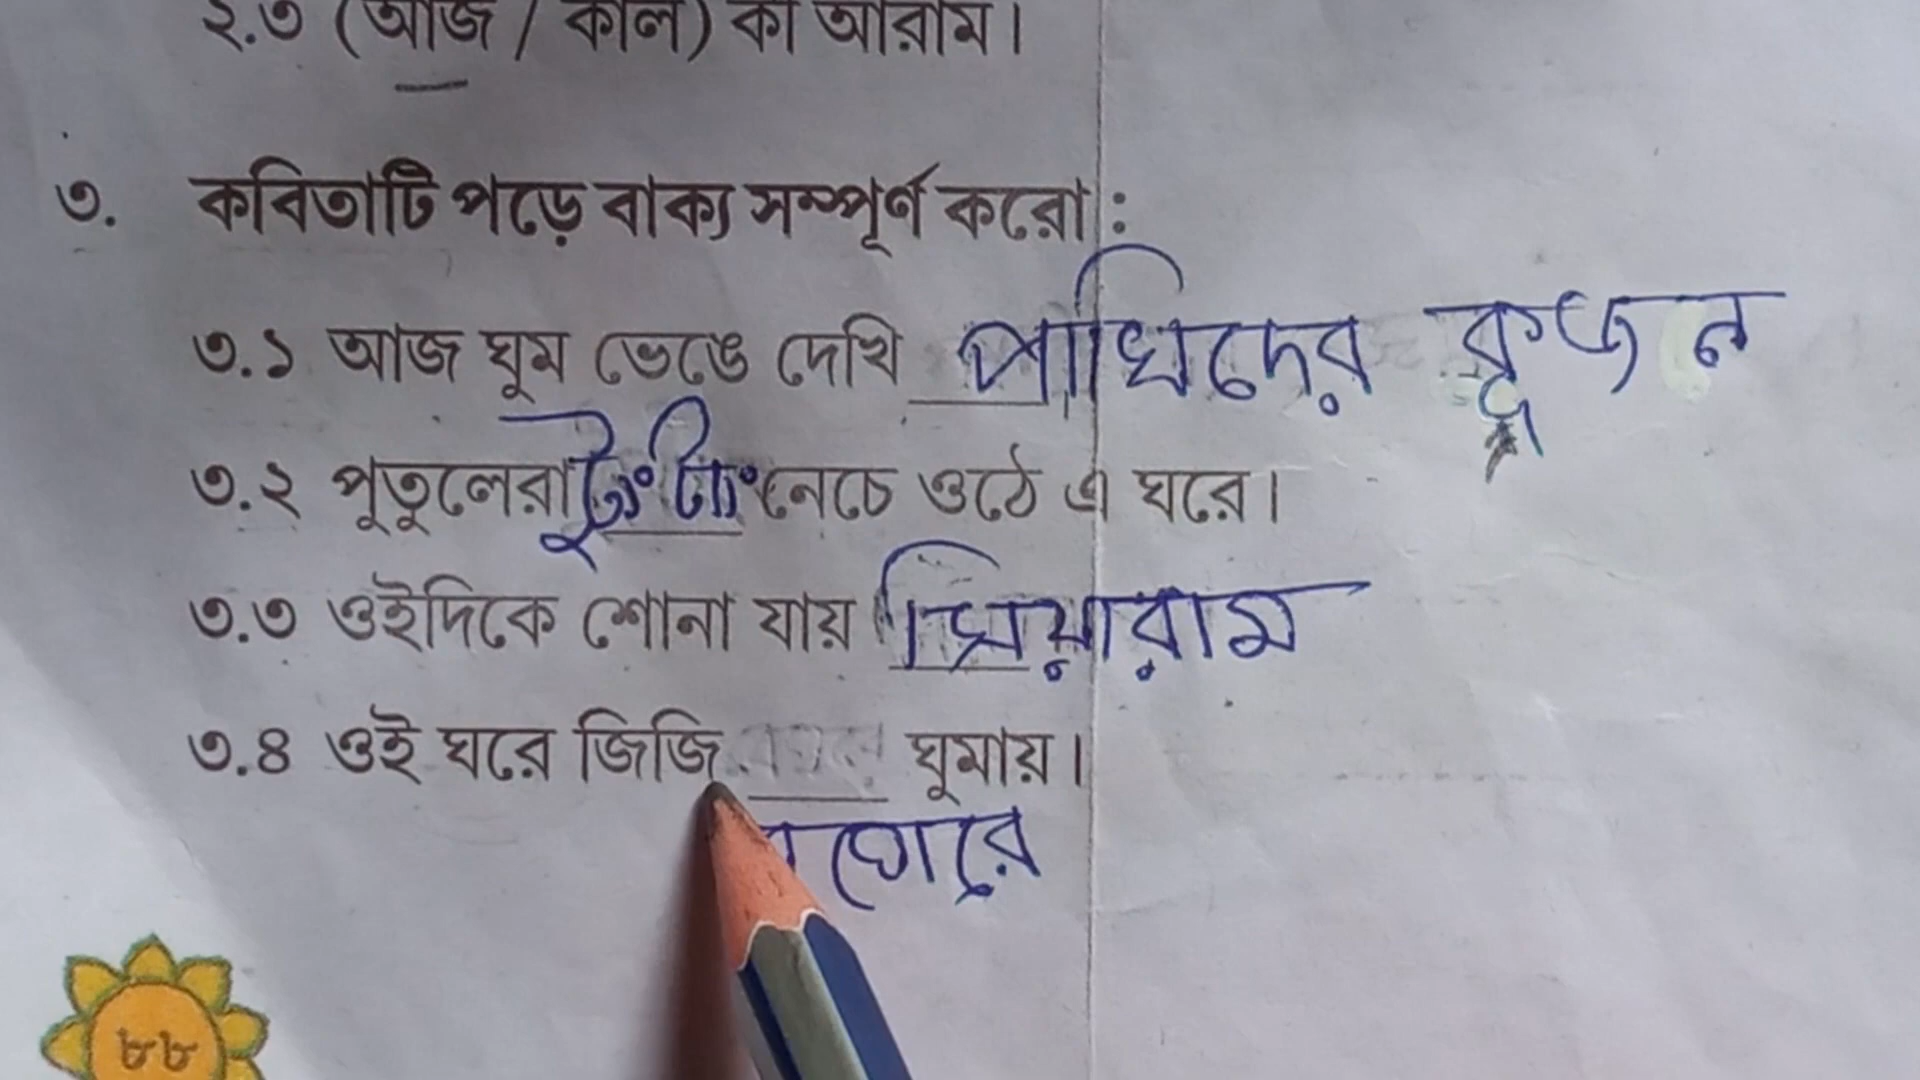 ২.৩ (আজ / কাল) কী আরাম।
৩. কবিতাটি পড়ে বাক্য সম্পূর্ণ করো :
৩.১ আজ ঘুম ভেঙে দেখি পাখিদের কূজন
৩.২ পুতুলেরা টুং টাং নেচে ওঠে এ ঘরে।
৩.৩ ওইদিকে শোনা যায়
৩.৪ ওই ঘরে জিজি ঘুমায়।
৮৮